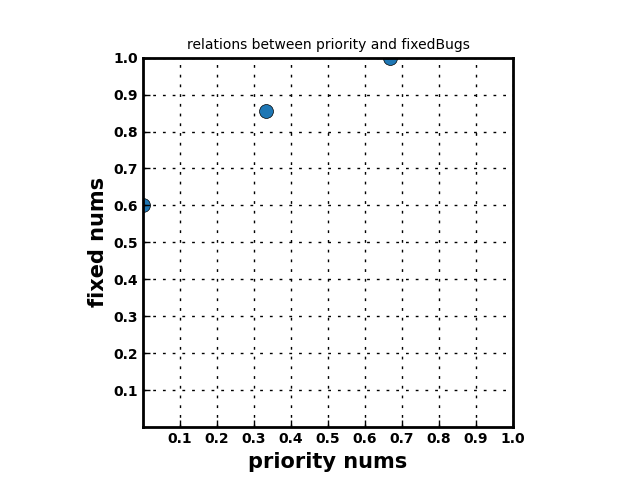 relations between priority and fixedBugs
1.0
0.9
0.8
0.7
0.6
0.5
0.4
0.3
0.2
0.1
fixed nums
0.1 0.2 0.3 0.4 0.5 0.6 0.7 0.8 0.9 1.0
priority nums